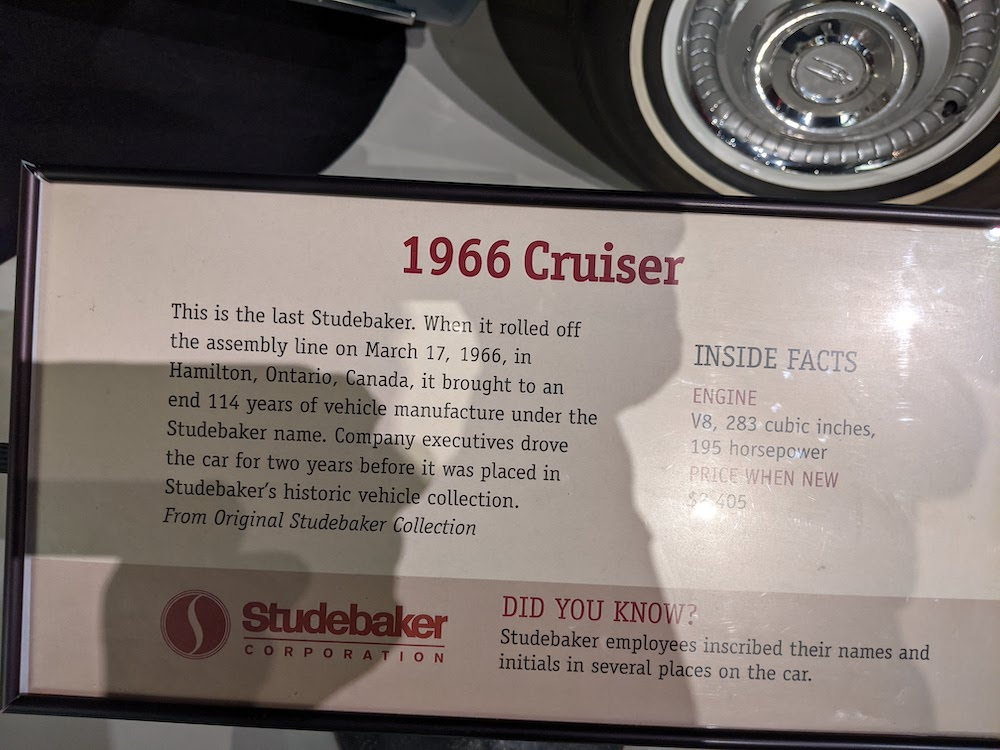 1966 Cruiser
This is the last Studebaker. When it rolled off
the assembly line on March 17, 1966, in
Hamilton, Ontario, Canada, it brought to an
end 114 years of vehicle manufacture under the
Studebaker name. Company executives drove
the car for two years before it was placed in
Studebaker's historic vehicle collection.
From Original Studebaker Collection
INSIDE FACTS
ENGINE
V8, 283 cubic inches,
195 horsepower
PRICE WHEN NEW
Studebaker
CORPORATION
DID YOU KNOW?
Studebaker employees inscribed their names and
initials in several places on the car.